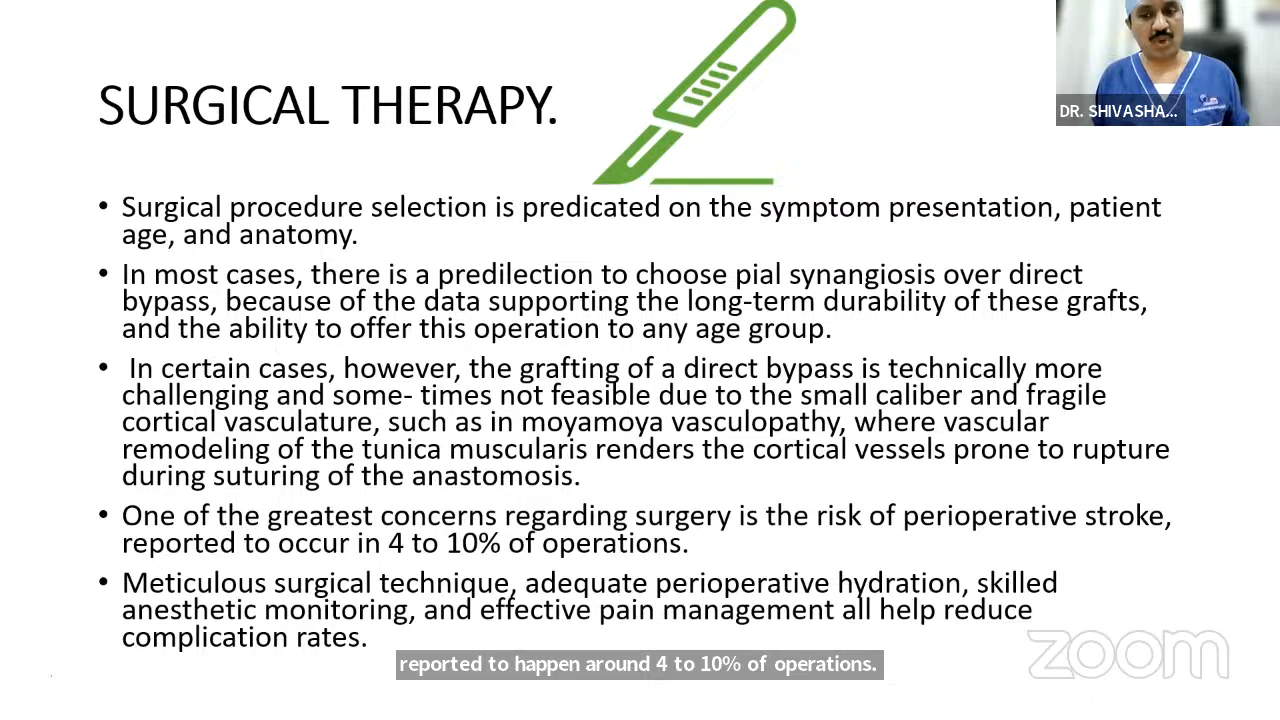 DR. SHIVASHA...
SURGICAL THERAPY.
• Surgical procedure selection is predicated on the symptom presentation, patient
age, and anatomy.
• In most cases, there is a predilection to choose pial synangiosis over direct
bypass, because of the data supporting the long-term durability of these grafts,
and the ability to offer this operation to any age group.
• In certain cases, however, the grafting of a direct bypass is technically more
challenging and some- times not feasible due to the small caliber and fragile
cortical vasculature, such as in moyamoya vasculopathy, where vascular
remodeling of the tunica muscularis renders the cortical vessels prone to rupture
during suturing of the anastomosis.
• One of the greatest concerns regarding surgery is the risk of perioperative stroke,
reported to occur in 4 to 10% of operations.
• Meticulous surgical technique, adequate perioperative hydration, skilled
anesthetic monitoring, and effective pain management all help reduce
complication rates.
reported to happen around 4 to 10% of operations.
zoom